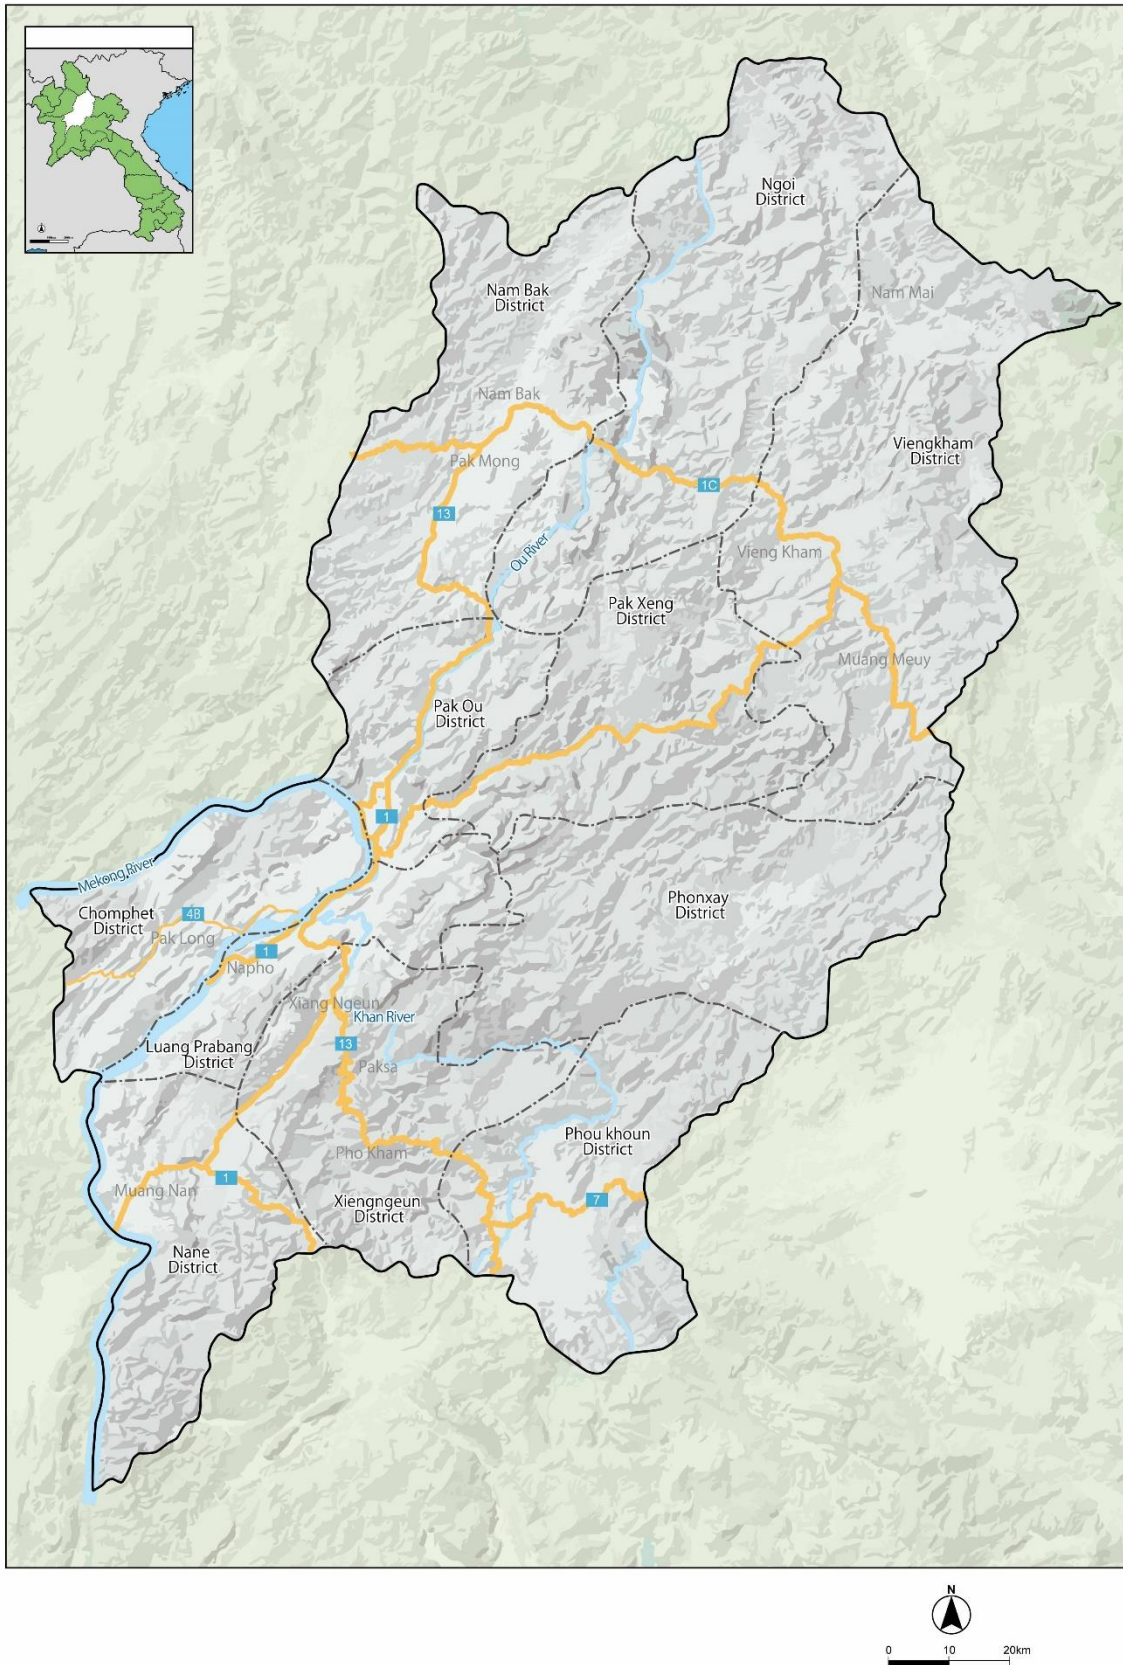 Ngoi
District
Nam Bak
District
Nam Mai
Nam Bak
Viengkham
District
Pak Mong
1C
13
Ou River
Vieng Kham
Pak Xeng
District
Muang Meuy
Pak Ou
District
1
Mekong River
Phonxay
District
Chomphet
District
4B
Pak Long
1
Napho
Xiang Ngeun
Khan River
Luang Prabang
District
13
Paksa
Phou khoun
District
Pho Kham
1
Muang Nan
7
Xiengngeun
District
Nane
District
N
0 10 20km